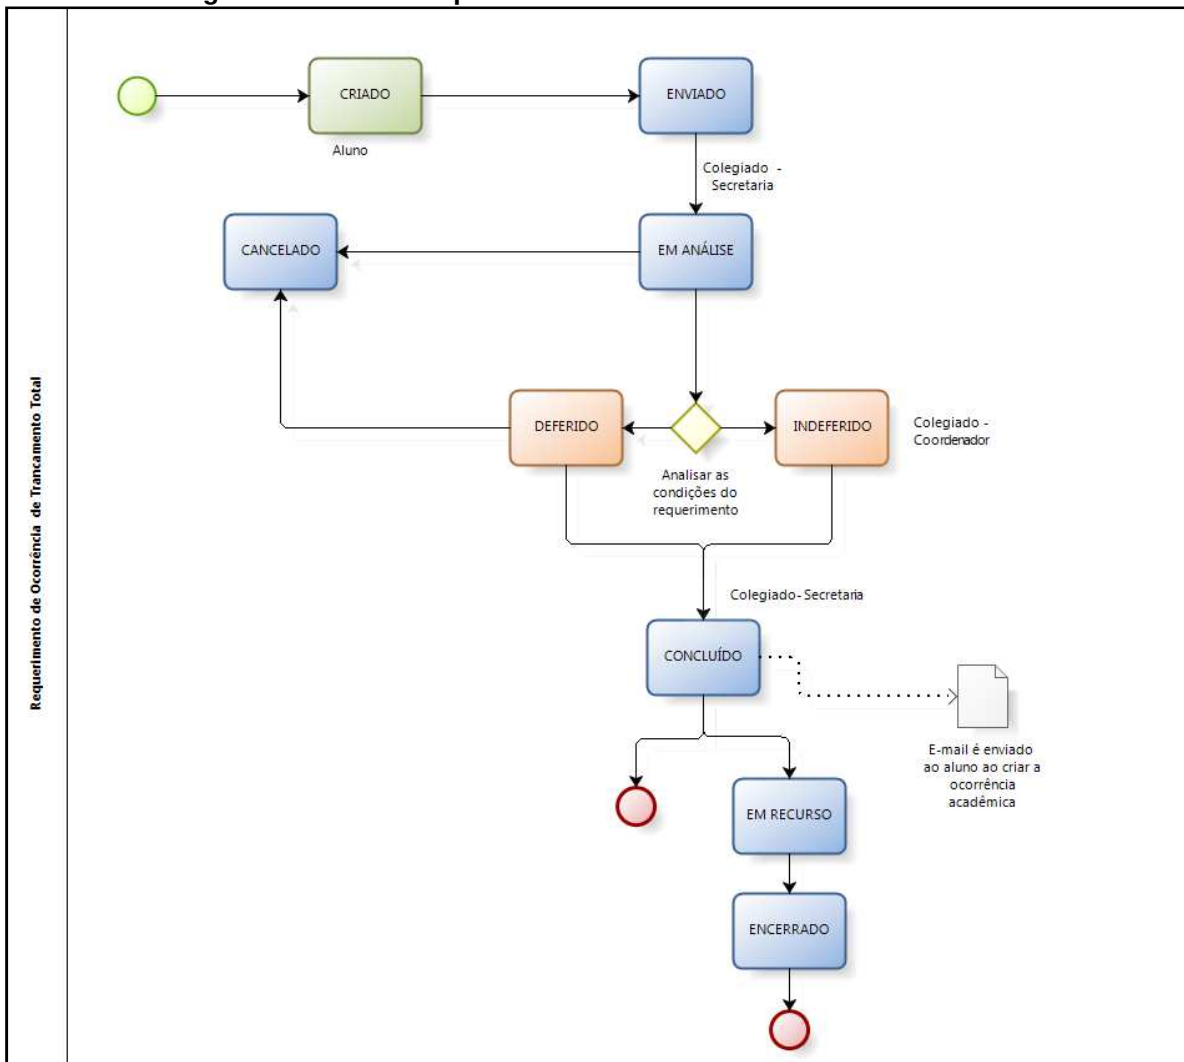 CRIADO
ENVIADO
Aluno
Colegiado -
Secretaria
CANCELADO
EM ANÁLISE
DEFERIDO
INDEFERIDO
Colegiado -
Coordenador
Analisar as
condições do
requerimento
Requerimento de Ocorrência de Trancamento Total
Colegiado- Secretaria
CONCLUÍDO
E-mail é enviado
ao aluno ao criar a
ocorrência
acadêmica
EM RECURSO
ENCERRADO